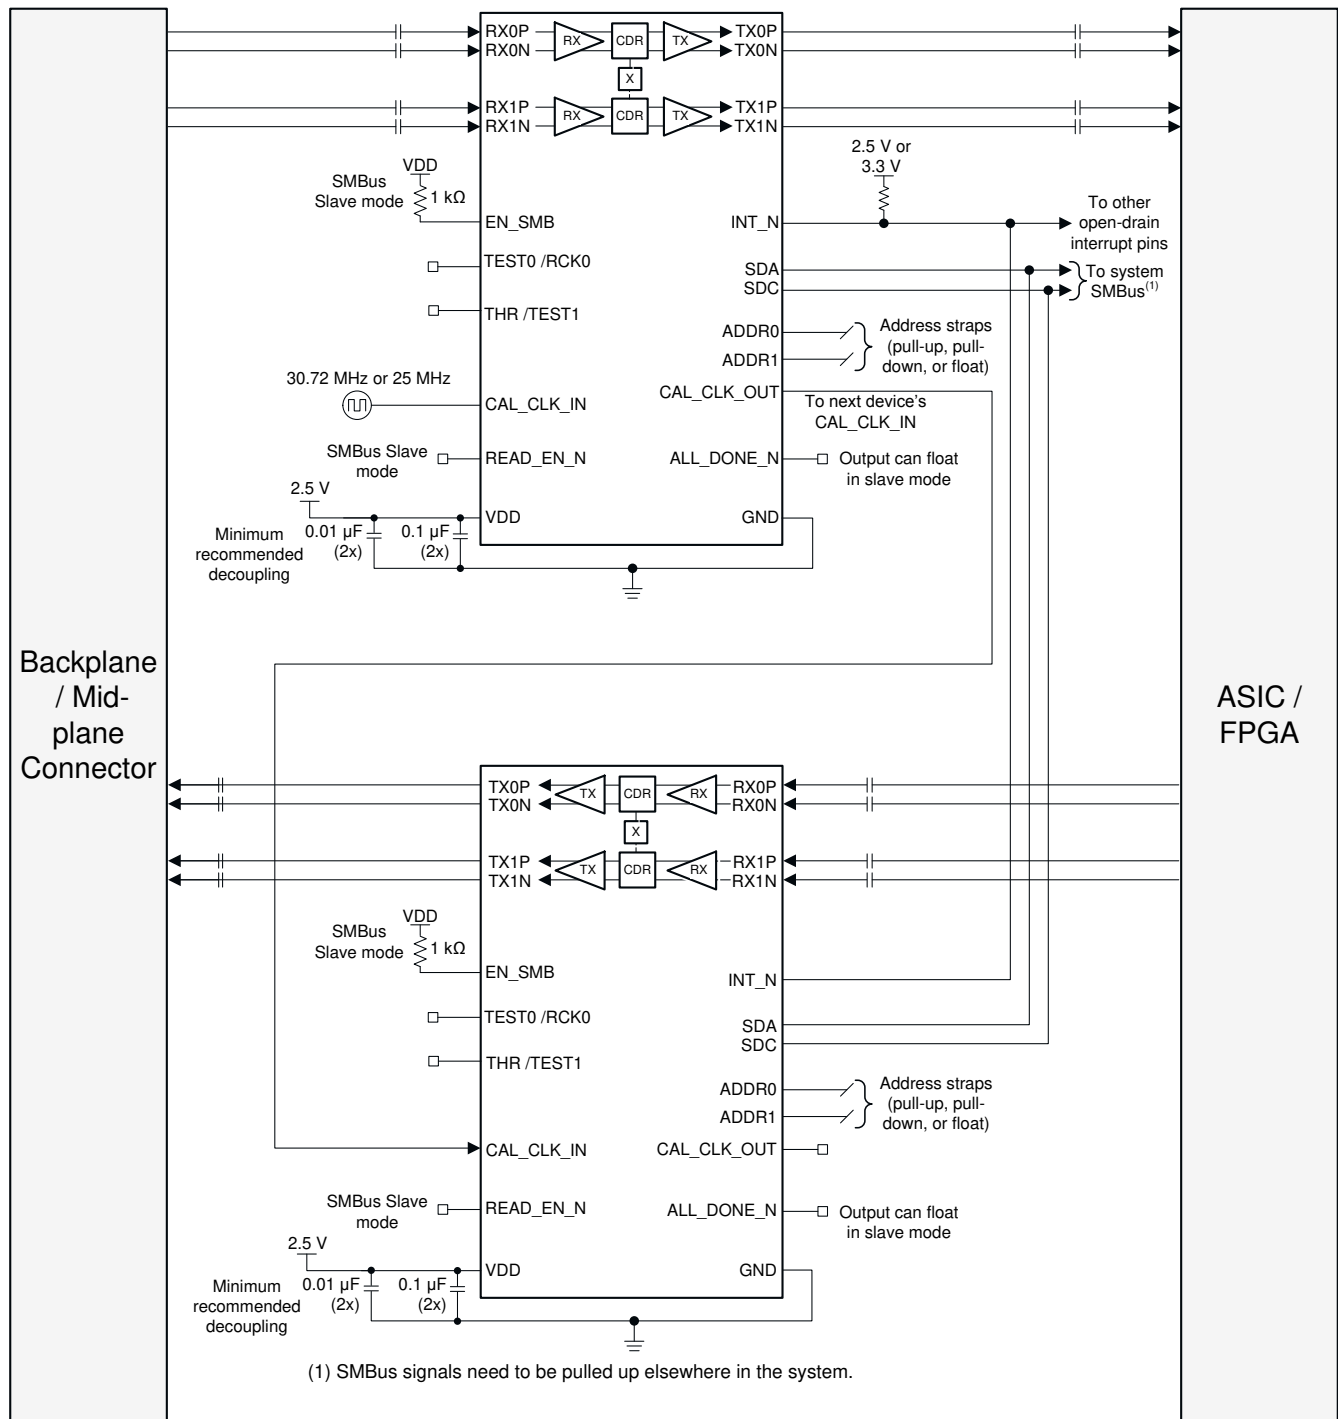 RX0P RX CDR TX TX0P
RX0N TX0N
X
RX1P RX CDR TX TX1P
RX1N TX1N
2.5 V or
3.3 V
VDD
SMBus
Slave mode
1 kΩ
EN_SMB
INT_N
To other
open-drain
interrupt pins
TEST0 /RCK0
SDA
SDC
To system
SMBus(1)
THR /TEST1
ADDR0
ADDR1
Address straps
(pull-up, pull-
down, or float)
30.72 MHz or 25 MHz
CAL_CLK_IN
CAL_CLK_OUT
To next device's
CAL_CLK_IN
SMBus Slave
mode
READ_EN_N
ALL_DONE_N
Output can float
in slave mode
2.5 V
VDD
GND
Minimum
recommended
decoupling
0.01 µF
(2x)
0.1 µF
(2x)
Backplane
/ Mid-
plane
Connector
ASIC /
FPGA
TX0P TX CDR RX RX0P
TX0N RX0N
X
TX1P TX CDR RX RX1P
TX1N RX1N
VDD
SMBus
Slave mode
1 kΩ
EN_SMB
INT_N
TEST0 /RCK0
SDA
SDC
THR /TEST1
ADDR0
ADDR1
Address straps
(pull-up, pull-
down, or float)
CAL_CLK_IN
CAL_CLK_OUT
SMBus Slave
mode
READ_EN_N
ALL_DONE_N
Output can float
in slave mode
2.5 V
VDD
GND
Minimum
recommended
decoupling
0.01 µF
(2x)
0.1 µF
(2x)
(1) SMBus signals need to be pulled up elsewhere in the system.